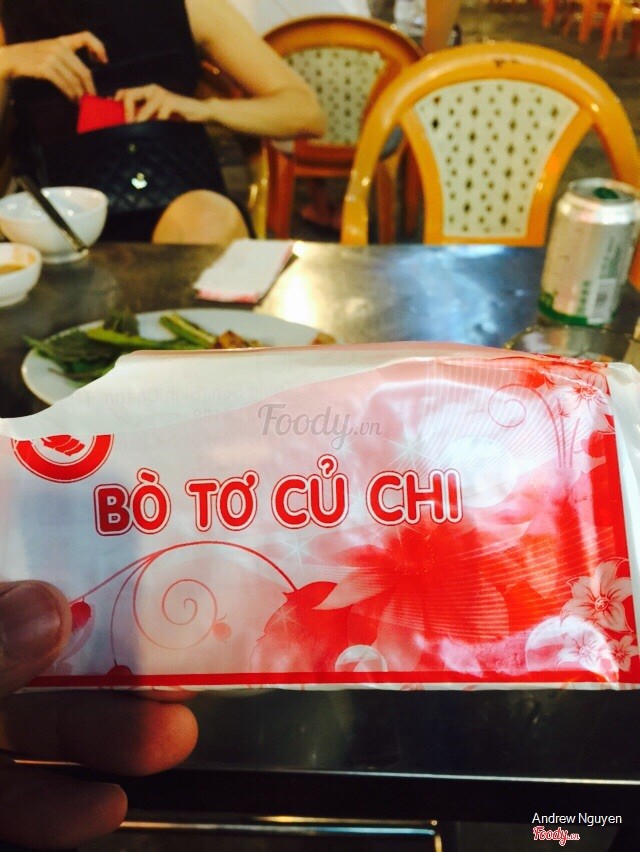 Foody.vn
BÒ TƠ CỦ CHI
Andrew Nguyen
Foody.vn